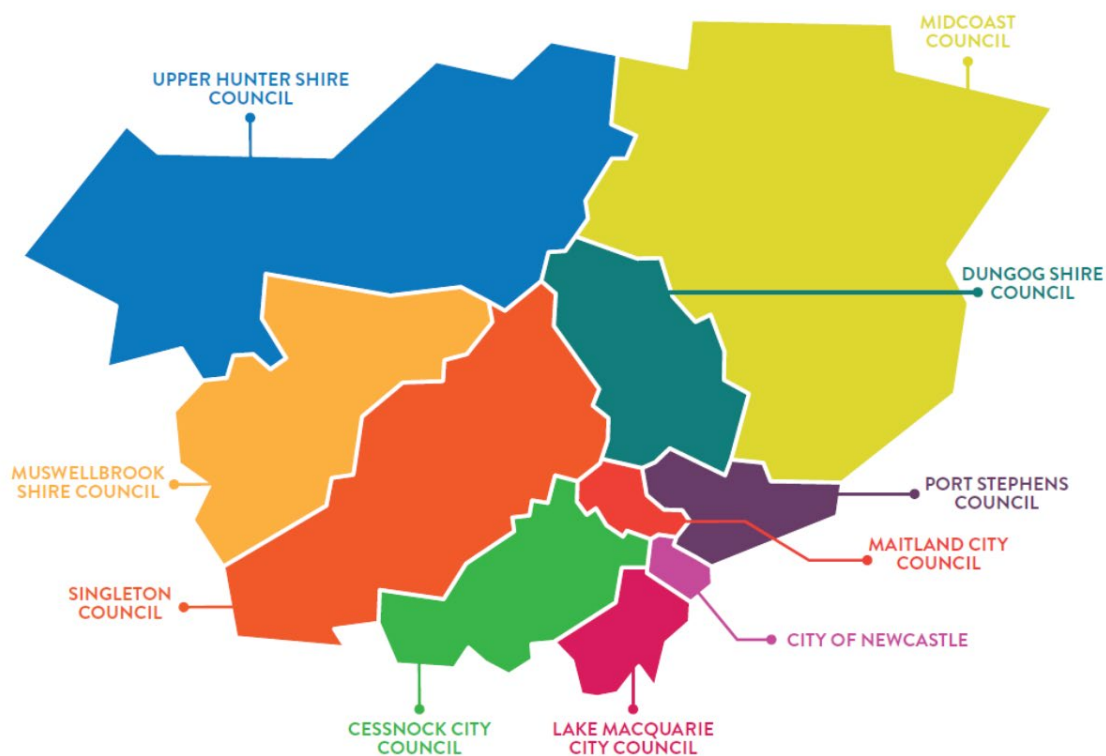 MIDCOAST
COUNCIL
UPPER HUNTER SHIRE
COUNCIL
DUNGOG SHIRE
COUNCIL
MUSWELLBROOK
SHIRE COUNCIL
PORT STEPHENS
COUNCIL
MAITLAND CITY
COUNCIL
SINGLETON
COUNCIL
CITY OF NEWCASTLE
CESSNOCK CITY
COUNCIL
LAKE MACQUARIE
CITY COUNCIL